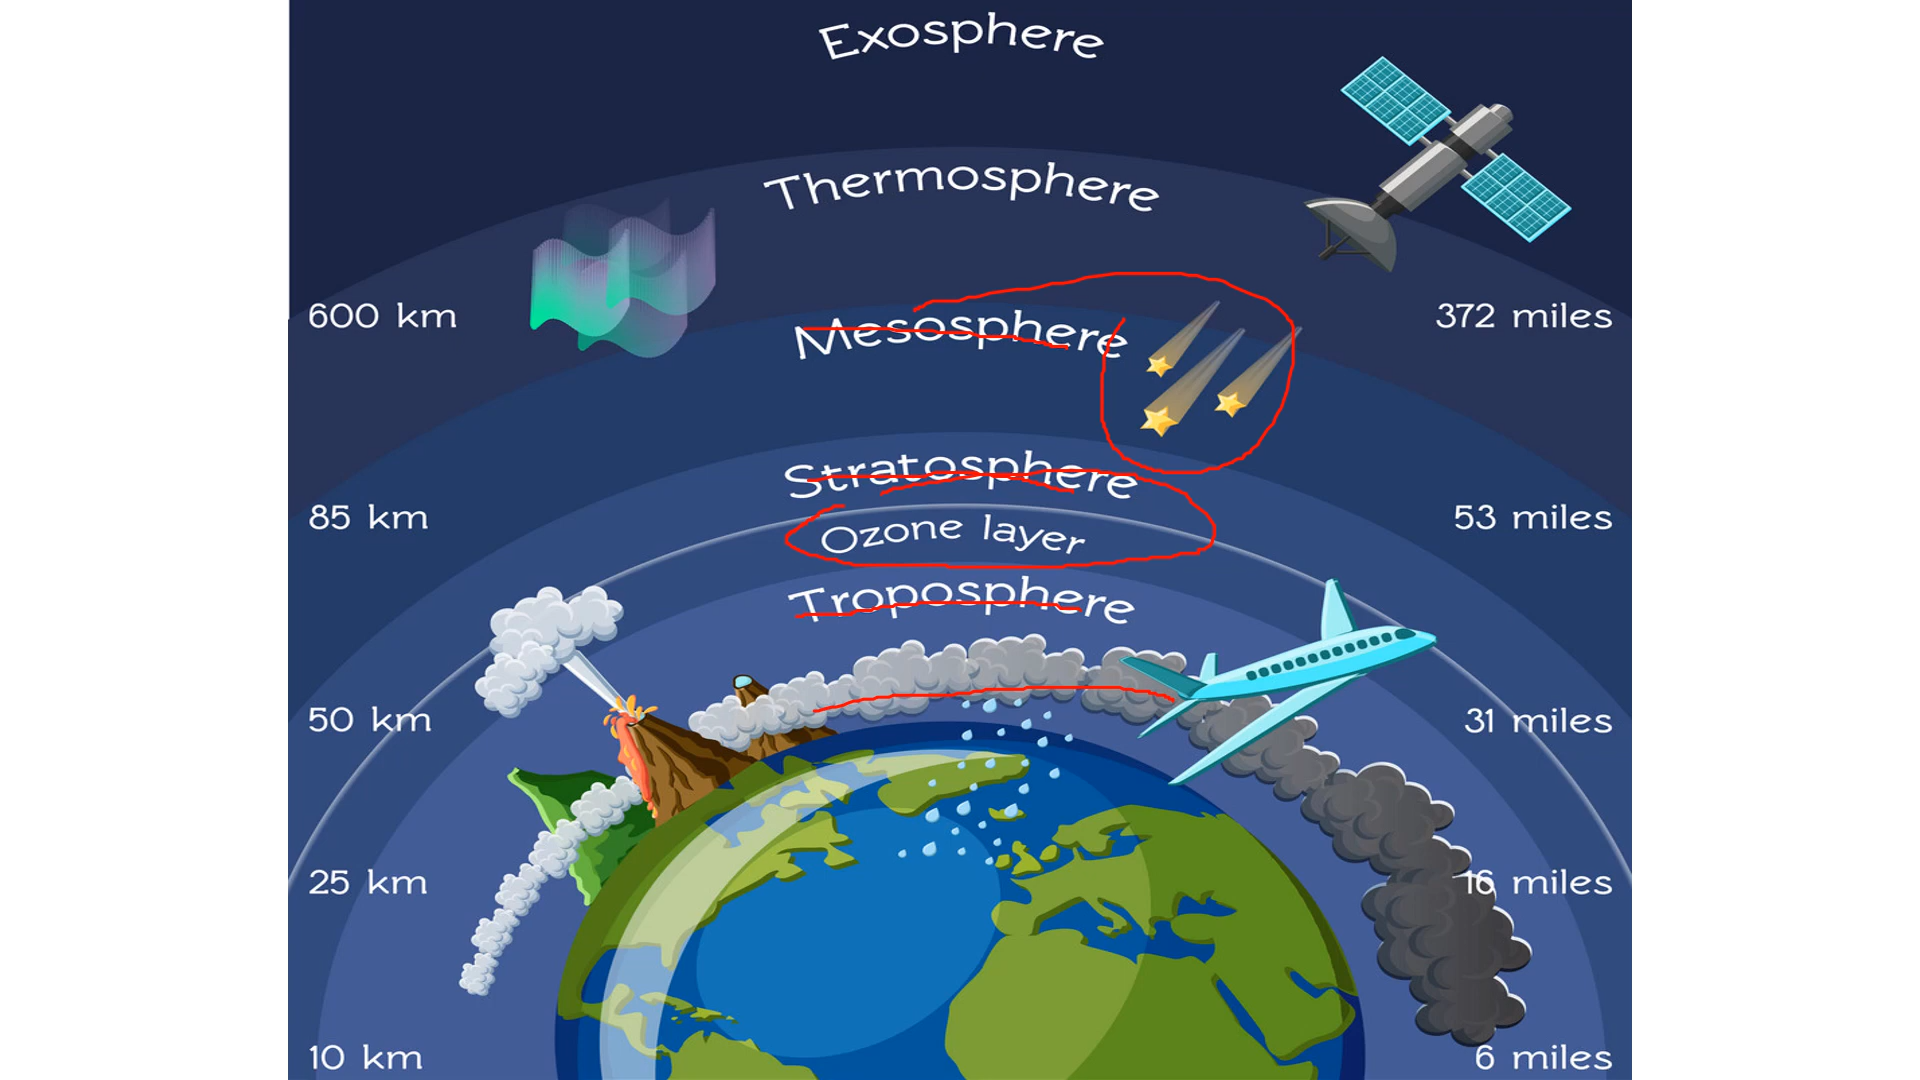 Exosphere
Thermosphere
600 km
372 miles
Mesosphere
Stratosphere
85 km
53 miles
Ozone layer
Troposphere
50 km
31 miles
25 km
16 miles
10 km
6 miles